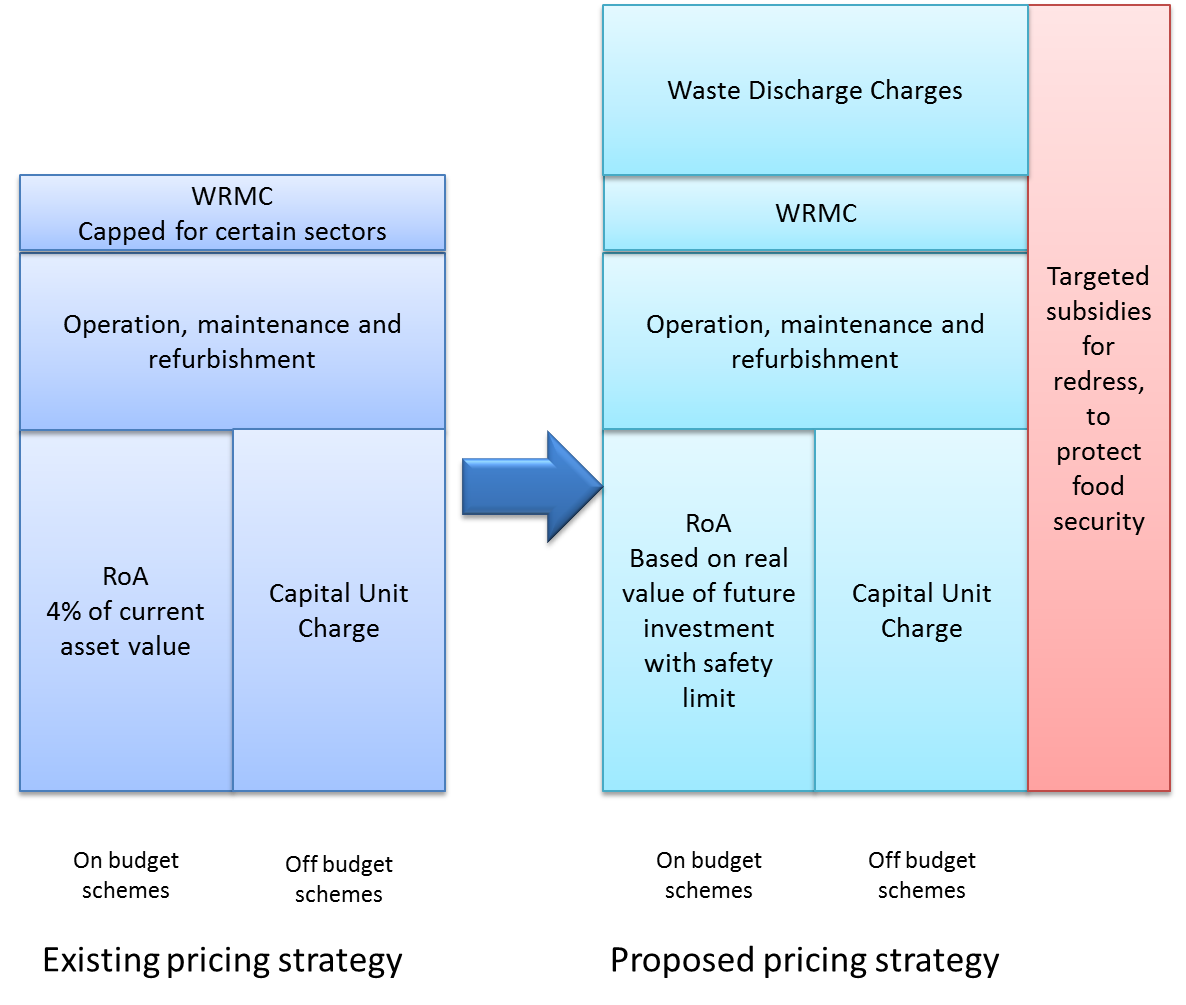 WRMC
Capped for certain sectors
Operation, maintenance and
refurbishment
RoA
4% of current
asset value
Capital Unit
Charge
On budget
schemes
Off budget
schemes
Existing pricing strategy
Waste Discharge Charges
WRMC
Operation, maintenance and
refurbishment
RoA
Based on real
value of future
investment
with safety
limit
Capital Unit
Charge
Targeted
subsidies
for
redress,
to
protect
food
security
On budget
schemes
Off budget
schemes
Proposed pricing strategy